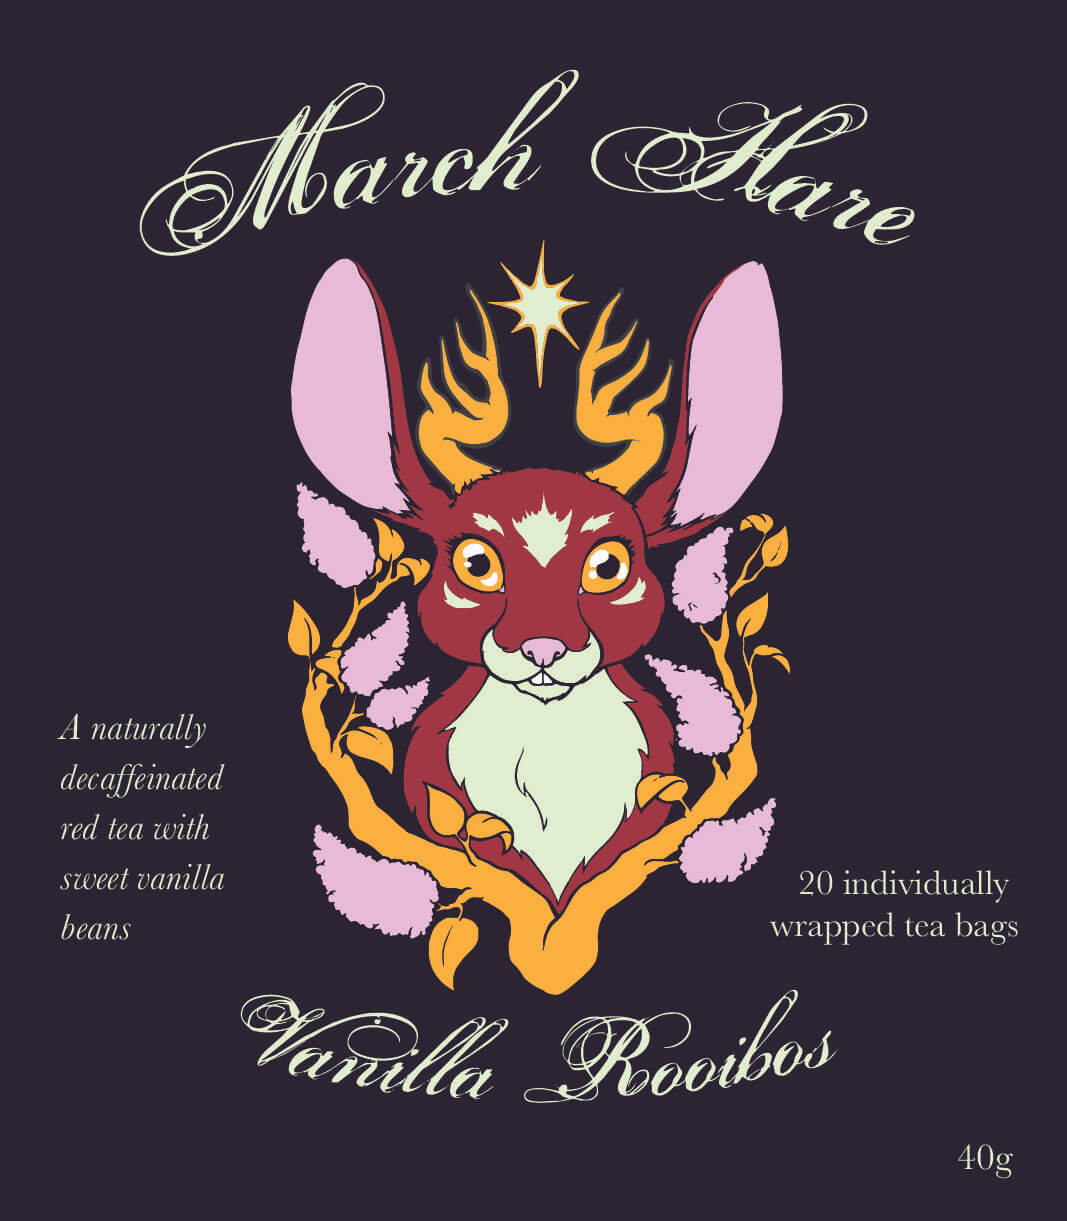 March Hare
A naturally
decaffeinated
red tea with
sweet vanilla
beans
20 individually
wrapped tea bags
Vanilla Rooibos
40g